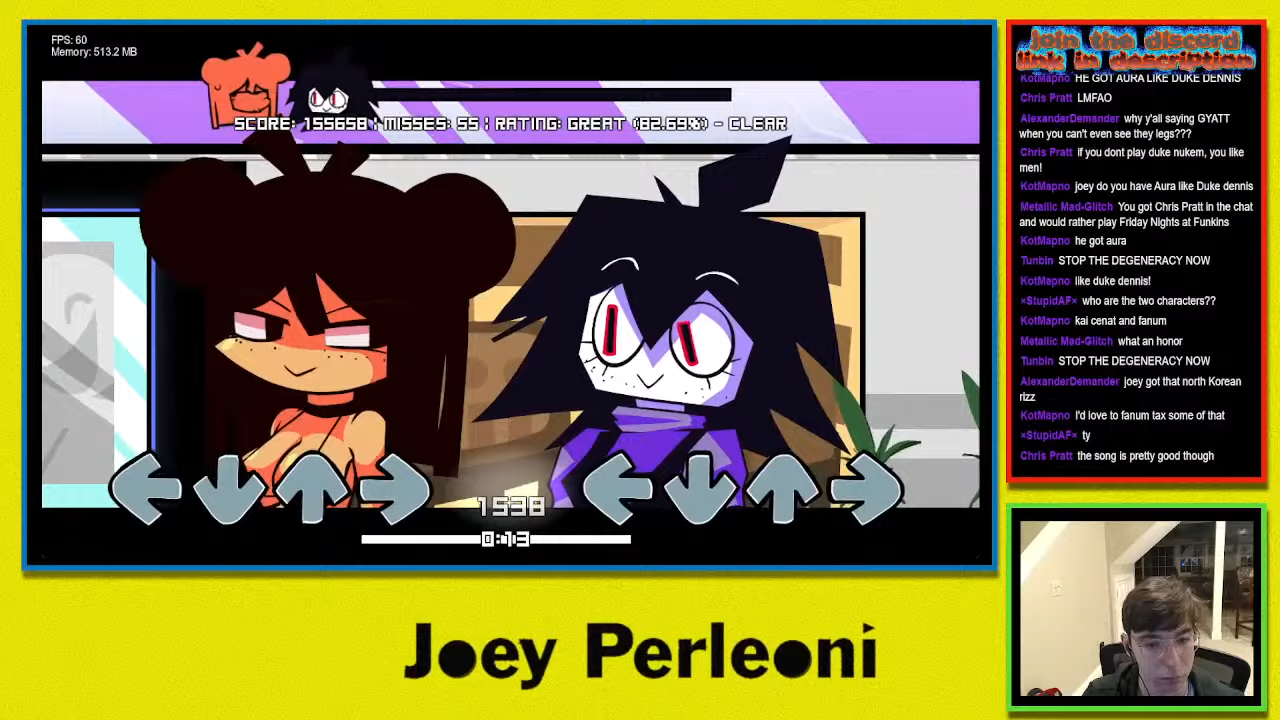 FPS: 60
Memory: 513.2 MB
SCORE: 155658 | MISSES: 55 | RATING: GREAT (82.69%) - CLEAR
1538
0:13
Joey Perleoni
join the discord
link in description
KotMapno HE GOT AURA LIKE DUKE DENNIS
Chris Pratt LMFAO
AlexanderDemander why y'all saying GYATT
when you can't even see they legs???
Chris Pratt if you dont play duke nukem, you like
men!
KotMapno joey do you have Aura like Duke dennis
Metallic Mad-Glitch You got Chris Pratt in the chat
and would rather play Friday Nights at Funkins
KotMapno he got aura
Tunbin STOP THE DEGENERACY NOW
KotMapno like duke dennis!
×StupidAF× who are the two characters??
KotMapno kai cenat and fanum
Metallic Mad-Glitch what an honor
Tunbin STOP THE DEGENERACY NOW
AlexanderDemander joey got that north Korean
rizz
KotMapno I'd love to fanum tax some of that
×StupidAF× ty
Chris Pratt the song is pretty good though